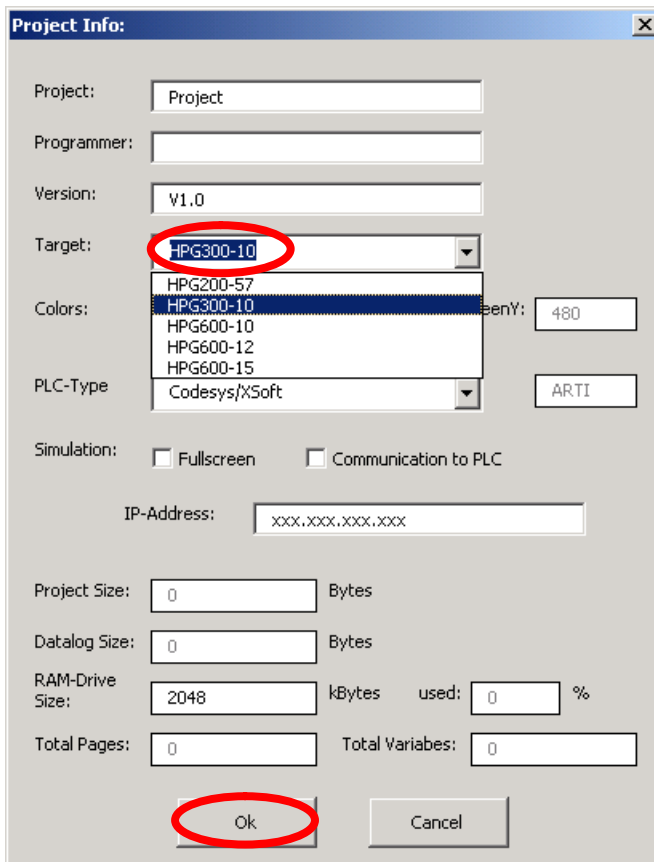 Project Info:
Project: Project
Programmer:
Version: V1.0
Target: HPG300-10
HPG200-57
HPG300-10
HPG600-10
HPG600-12
HPG600-15
Colors: eenY: 480
PLC-Type Codesys/XSoft ARTI
Simulation: Fullscreen Communication to PLC
IP-Address: xxx.xxx.xxx.xxx
Project Size: 0 Bytes
Datalog Size: 0 Bytes
RAM-Drive
Size: 2048 kBytes used: 0 %
Total Pages: 0 Total Variabes: 0
Ok Cancel